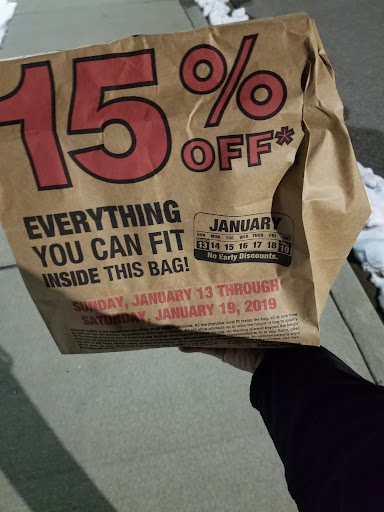 15% OFF*
EVERYTHING
YOU CAN FIT
INSIDE THIS BAG!
JANUARY
SUN MON TUE WED THUR FRI SAT
13 14 15 16 17 18 19
No Early Discounts.
SUNDAY, JANUARY 13 THROUGH
SATURDAY, JANUARY 19, 2019